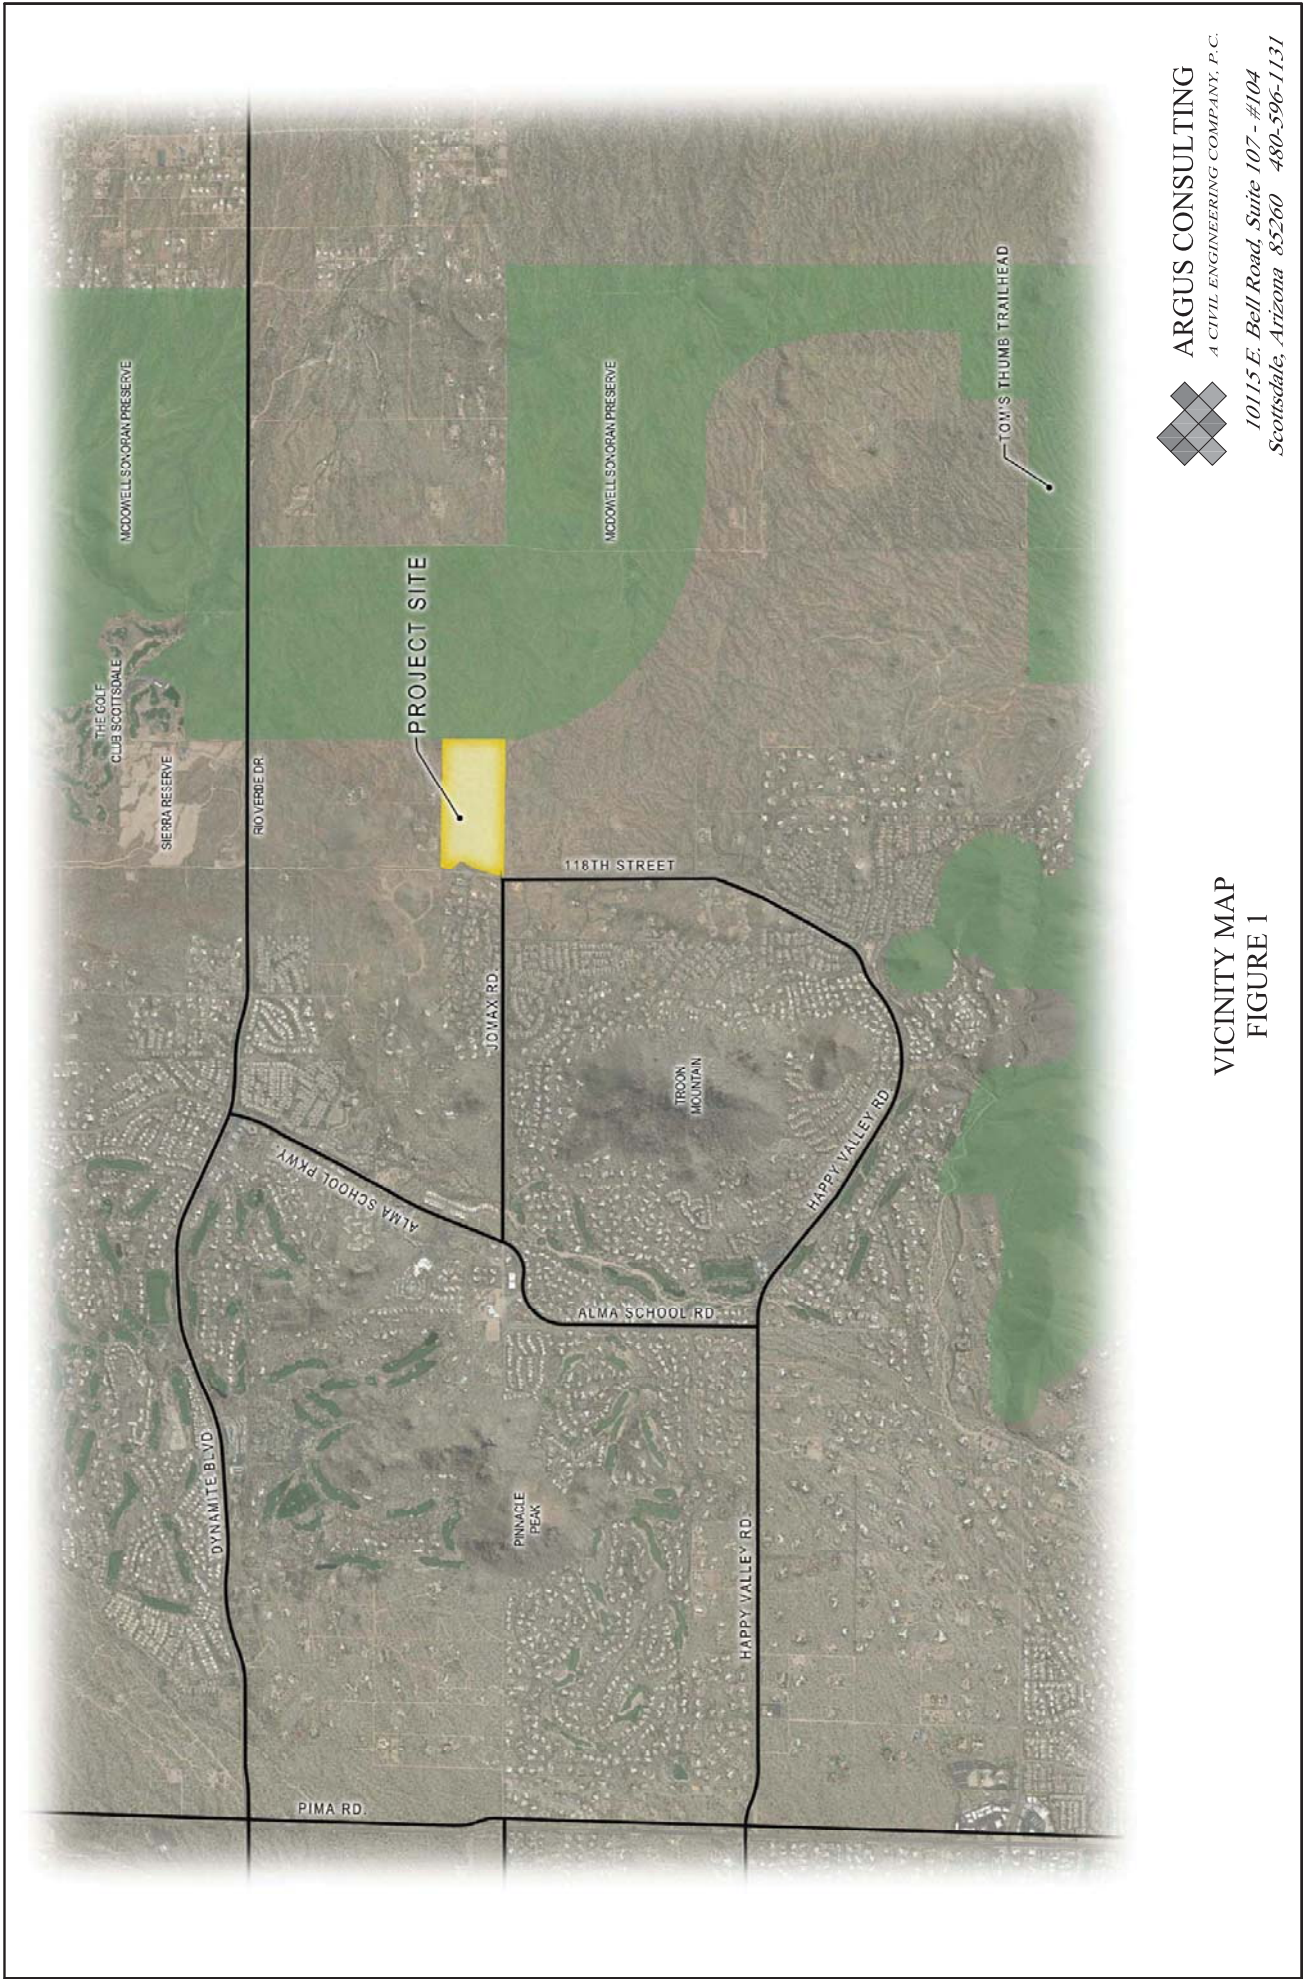 MCDOWELL SONORAN PRESERVE
THE GOLF
CLUB SCOTTSDALE
SIERRA RESERVE
RIO VERDE DR.
PROJECT SITE
MCDOWELL SONORAN PRESERVE
TOM'S THUMB TRAILHEAD
118TH STREET
JOMAX RD.
TROON
MOUNTAIN
HAPPY VALLEY RD.
ALMA SCHOOL PKWY.
ALMA SCHOOL RD
DYNAMITE BLVD.
PINNACLE
PEAK
HAPPY VALLEY RD.
PIMA RD.
VICINITY MAP
FIGURE 1
ARGUS CONSULTING
A CIVIL ENGINEERING COMPANY, P.C.
10115 E. Bell Road, Suite 107 - #104
Scottsdale, Arizona 85260 480-596-1131